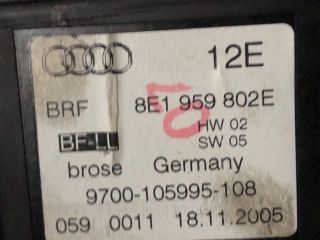 12E
BRF 8E1 959 802E
HW 02
BF-LL SW 05
brose Germany
9700-105995-108
059 0011 18.11.2005